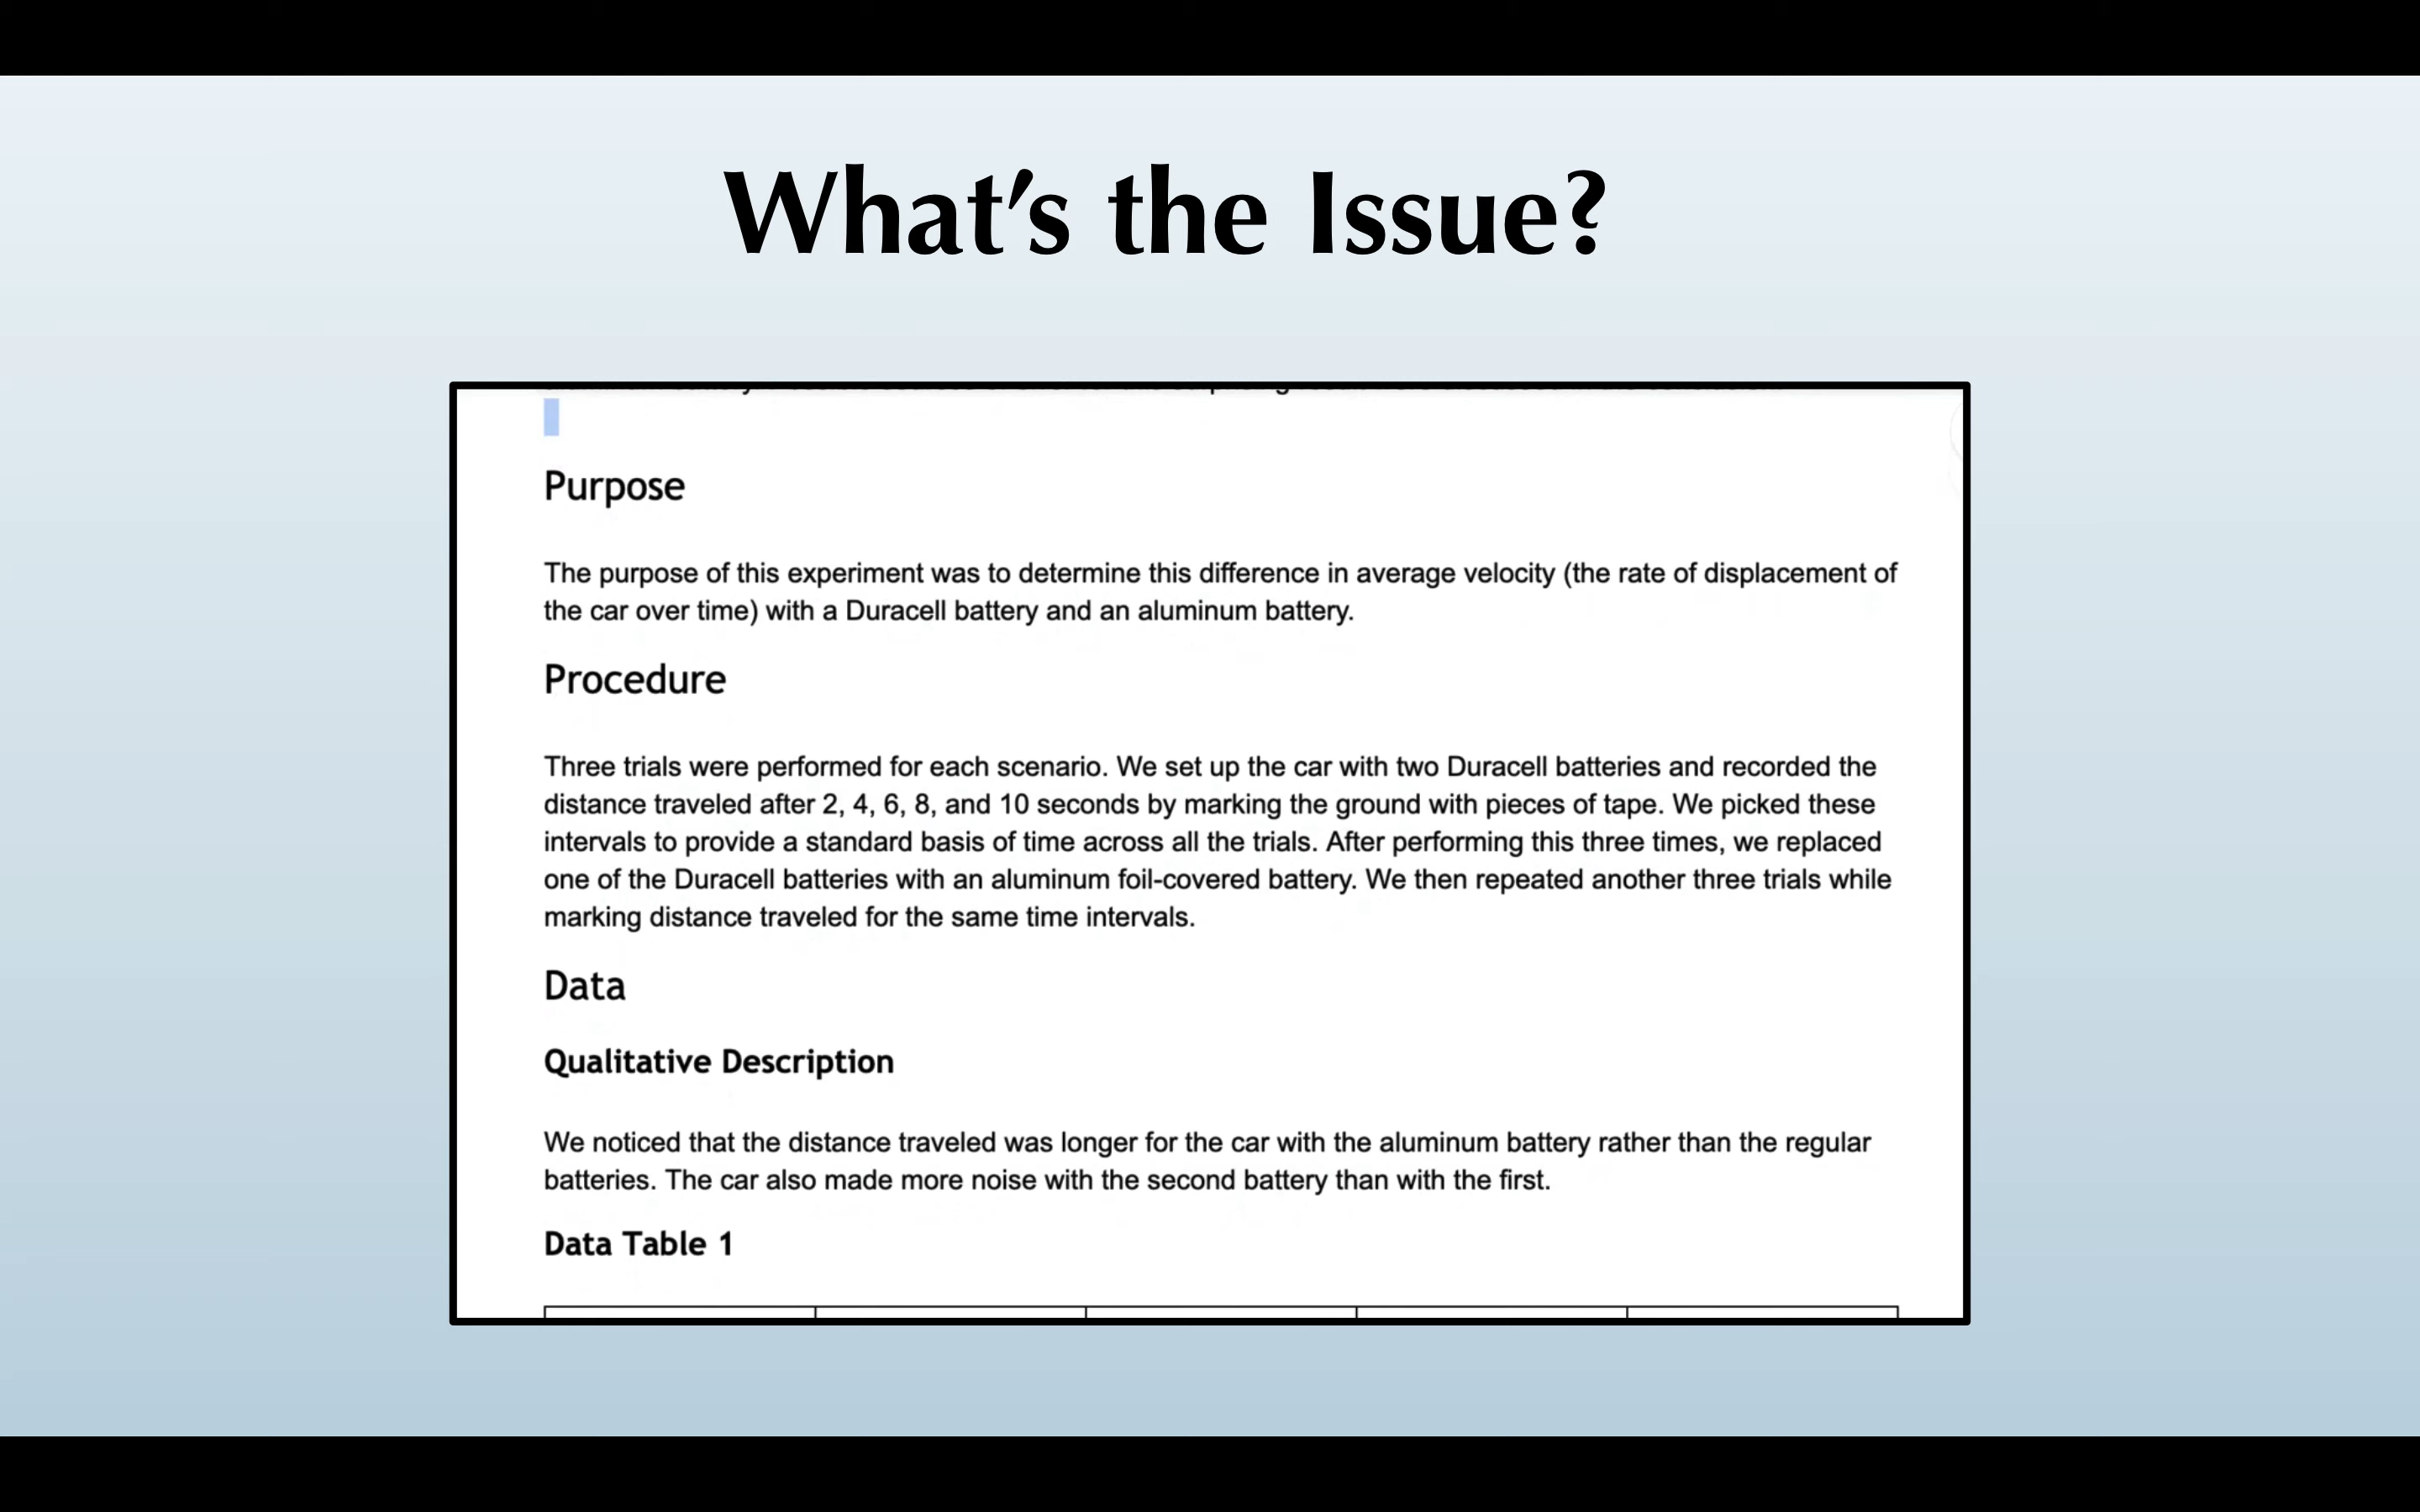 What's the Issue?
Purpose
The purpose of this experiment was to determine this difference in average velocity (the rate of displacement of
the car over time) with a Duracell battery and an aluminum battery.
Procedure
Three trials were performed for each scenario. We set up the car with two Duracell batteries and recorded the
distance traveled after 2, 4, 6, 8, and 10 seconds by marking the ground with pieces of tape. We picked these
intervals to provide a standard basis of time across all the trials. After performing this three times, we replaced
one of the Duracell batteries with an aluminum foil-covered battery. We then repeated another three trials while
marking distance traveled for the same time intervals.
Data
Qualitative Description
We noticed that the distance traveled was longer for the car with the aluminum battery rather than the regular
batteries. The car also made more noise with the second battery than with the first.
Data Table 1